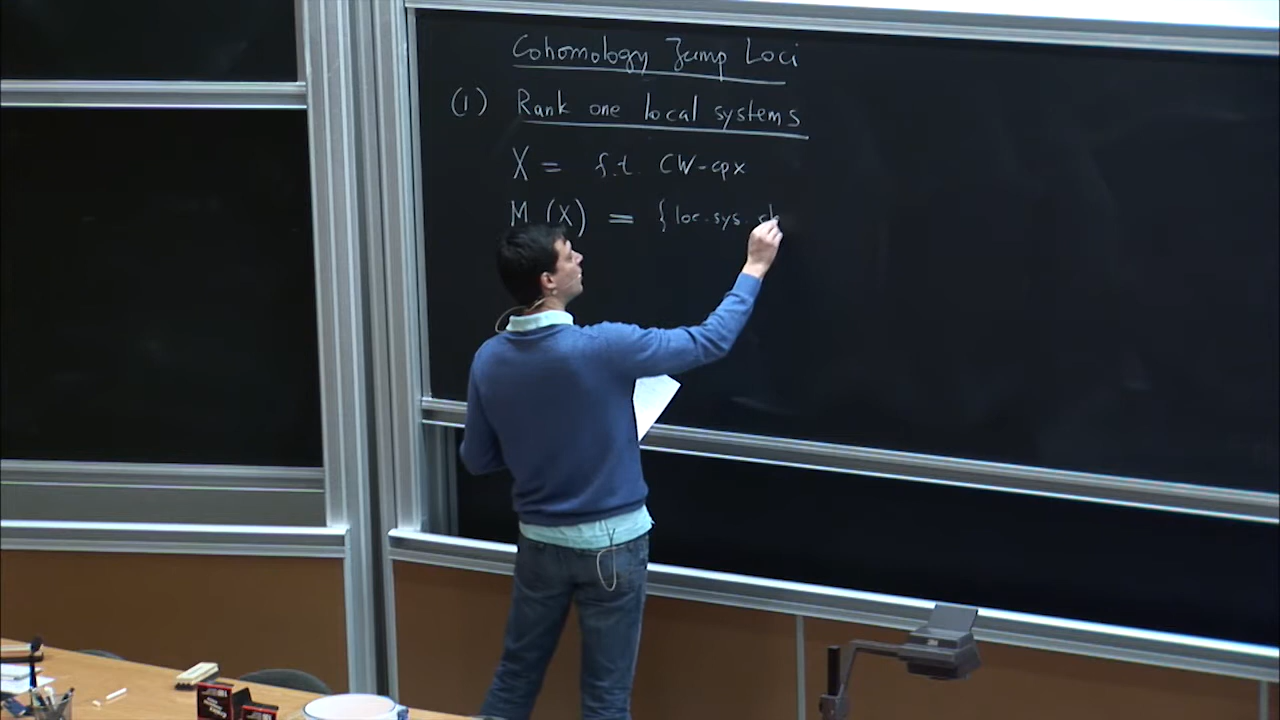 Cohomology Jump Loci
(1) Rank one local systems
X = f.t. CW-cpx
M (X) = { loc. sys.